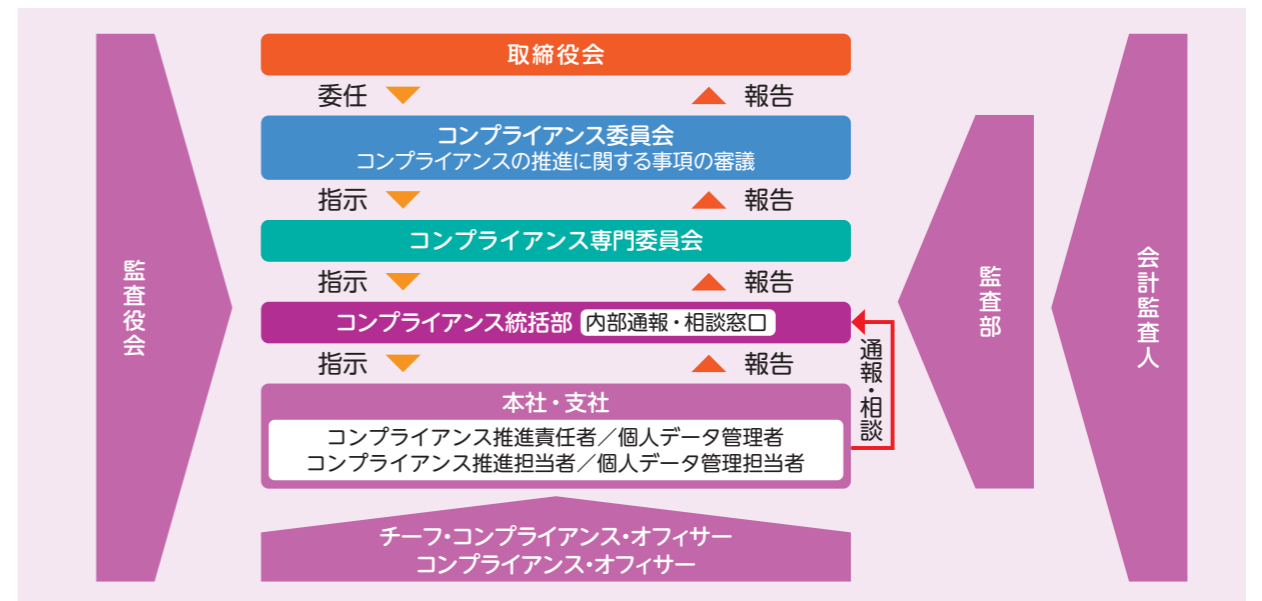 取締役会
委任
報告
コンプライアンス委員会
コンプライアンスの推進に関する事項の審議
指示
報告
コンプライアンス専門委員会
指示
報告
コンプライアンス統括部 内部通報・相談窓口
指示
報告
通報・相談
本社・支社
コンプライアンス推進責任者／個人データ管理者
コンプライアンス推進担当者／個人データ管理担当者
チーフ・コンプライアンス・オフィサー
コンプライアンス・オフィサー
監査役会
監査部
会計監査人